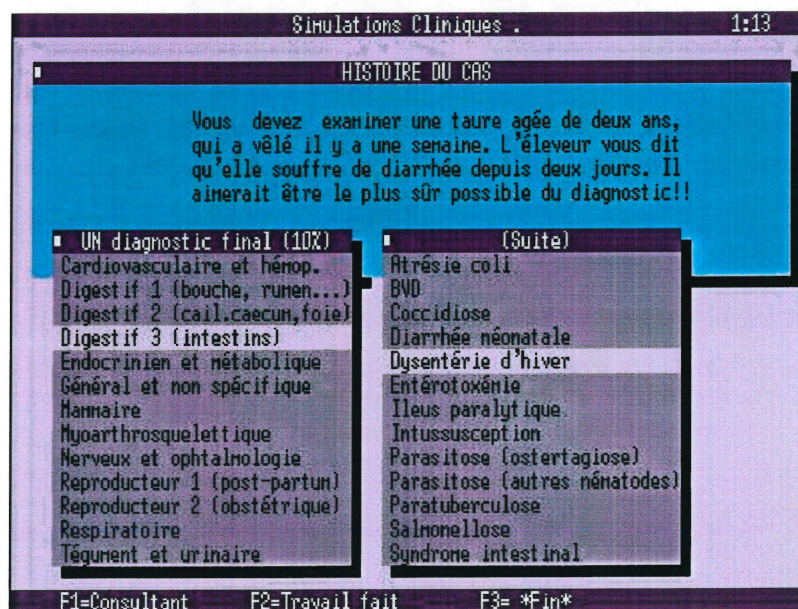 Simulations Cliniques .
1:13
HISTOIRE DU CAS
Vous devez examiner une taure agée de deux ans,
qui a vêlé il y a une semaine. L'éleveur vous dit
qu'elle souffre de diarrhée depuis deux jours. Il
aimerait être le plus sûr possible du diagnostic!!
UN diagnostic final (10%)
Cardiovasculaire et hémop.
Digestif 1 (bouche, rumen...)
Digestif 2 (cail.caecum,foie)
Digestif 3 (intestins)
Endocrinien et métabolique
Général et non spécifique
Mammaire
Myoarthrosquelettique
Nerveux et ophtalmologie
Reproducteur 1 (post-partum)
Reproducteur 2 (obstétrique)
Respiratoire
Tégument et urinaire
(Suite)
Atrésie coli
BVD
Coccidiose
Diarrhée néonatale
Dysentérie d'hiver
Entérotoxémie
Ileus paralytique
Intussusception
Parasitose (ostertagiose)
Parasitose (autres nématodes)
Paratuberculose
Salmonellose
Syndrome intestinal
F1=Consultant F2=Travail fait F3= *Fin*